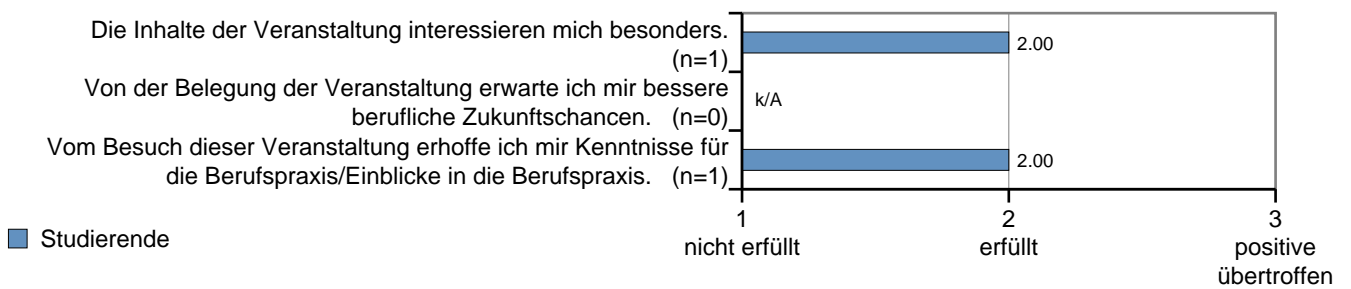 Die Inhalte der Veranstaltung interessieren mich besonders.
(n=1)
2.00
Von der Belegung der Veranstaltung erwarte ich mir bessere
berufliche Zukunftschancen. (n=0)
k/A
Vom Besuch dieser Veranstaltung erhoffe ich mir Kenntnisse für
die Berufspraxis/Einblicke in die Berufspraxis. (n=1)
2.00
1 2 3
nicht erfüllt erfüllt positive
übertroffen
Studierende